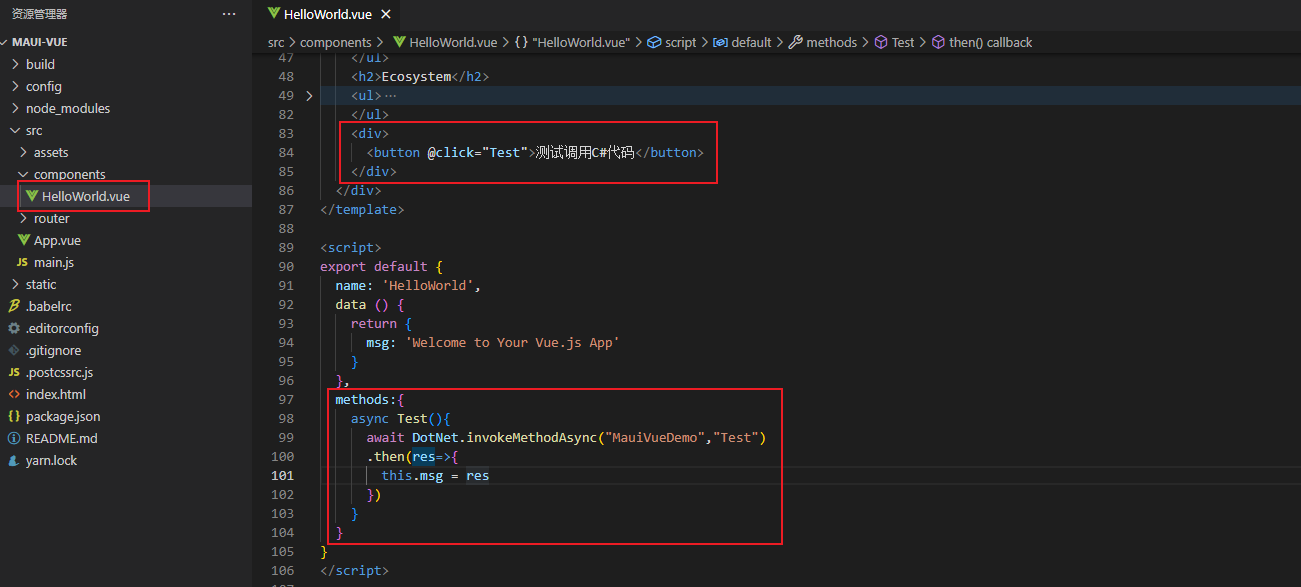 资源管理器
MAUI-VUE
build
config
node_modules
src
assets
components
HelloWorld.vue
router
App.vue
main.js
static
.babelrc
.editorconfig
.gitignore
.postcssrc.js
index.html
package.json
README.md
yarn.lock
HelloWorld.vue
src > components > HelloWorld.vue > {} "HelloWorld.vue" > script > default > methods > Test > then() callback
47 </ul>
48 <h2>Ecosystem</h2>
49 <ul>…
82 </ul>
83 <div>
84 <button @click="Test">测试调用C#代码</button>
85 </div>
86 </div>
87 </template>
88
89 <script>
90 export default {
91 name: 'HelloWorld',
92 data () {
93 return {
94 msg: 'Welcome to Your Vue.js App'
95 }
96 },
97 methods:{
98 async Test(){
99 await DotNet.invokeMethodAsync("MauiVueDemo","Test")
100 .then(res=>{
101 this.msg = res
102 })
103 }
104 }
105 }
106 </script>